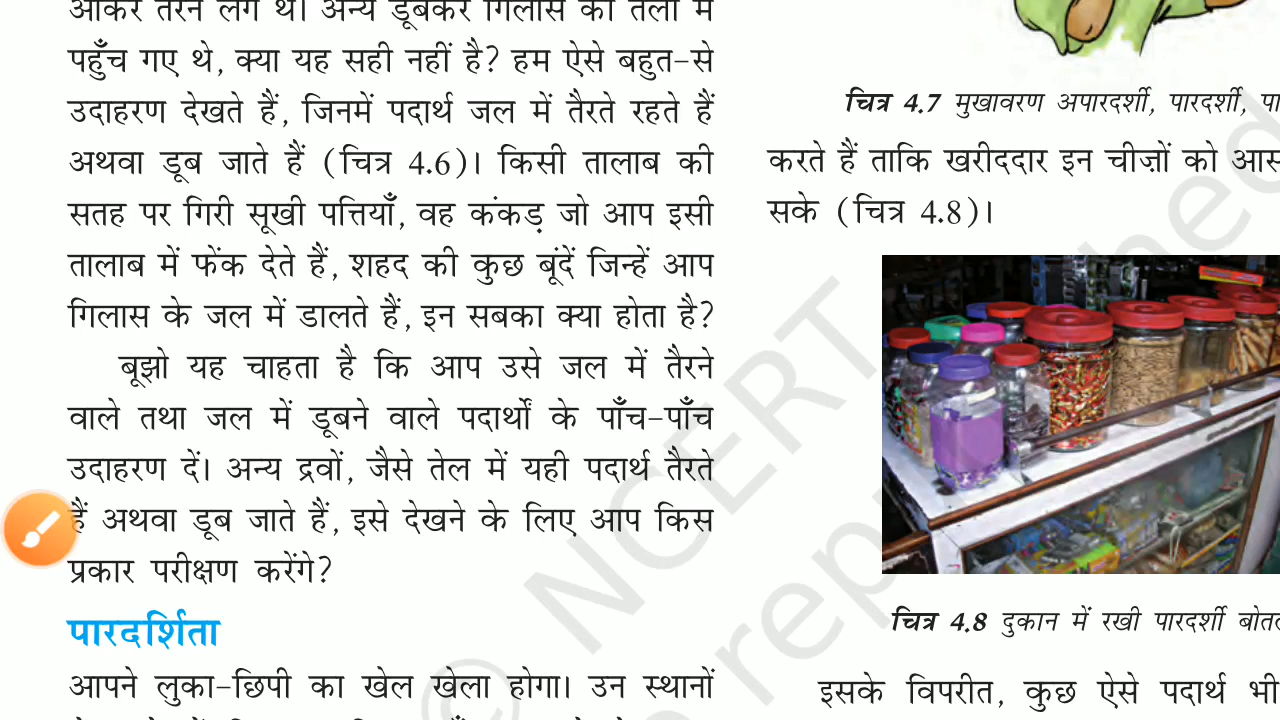 आकर तैरने लगे थे। अन्य डूबकर गिलास की तली में
पहुँच गए थे, क्या यह सही नहीं है? हम ऐसे बहुत-से
उदाहरण देखते हैं, जिनमें पदार्थ जल में तैरते रहते हैं
अथवा डूब जाते हैं (चित्र 4.6)। किसी तालाब की
सतह पर गिरी सूखी पत्तियाँ, वह कंकड़ जो आप इसी
तालाब में फेंक देते हैं, शहद की कुछ बूंदें जिन्हें आप
गिलास के जल में डालते हैं, इन सबका क्या होता है?
बूझो यह चाहता है कि आप उसे जल में तैरने
वाले तथा जल में डूबने वाले पदार्थों के पाँच-पाँच
उदाहरण दें। अन्य द्रवों, जैसे तेल में यही पदार्थ तैरते
हैं अथवा डूब जाते हैं, इसे देखने के लिए आप किस
प्रकार परीक्षण करेंगे?
पारदर्शिता
आपने लुका-छिपी का खेल खेला होगा। उन स्थानों
चित्र 4.7 मुखावरण अपारदर्शी, पारदर्शी, पा
करते हैं ताकि खरीददार इन चीज़ों को आस
सके (चित्र 4.8)।
चित्र 4.8 दुकान में रखी पारदर्शी बोतल
इसके विपरीत, कुछ ऐसे पदार्थ भी
© NCERT